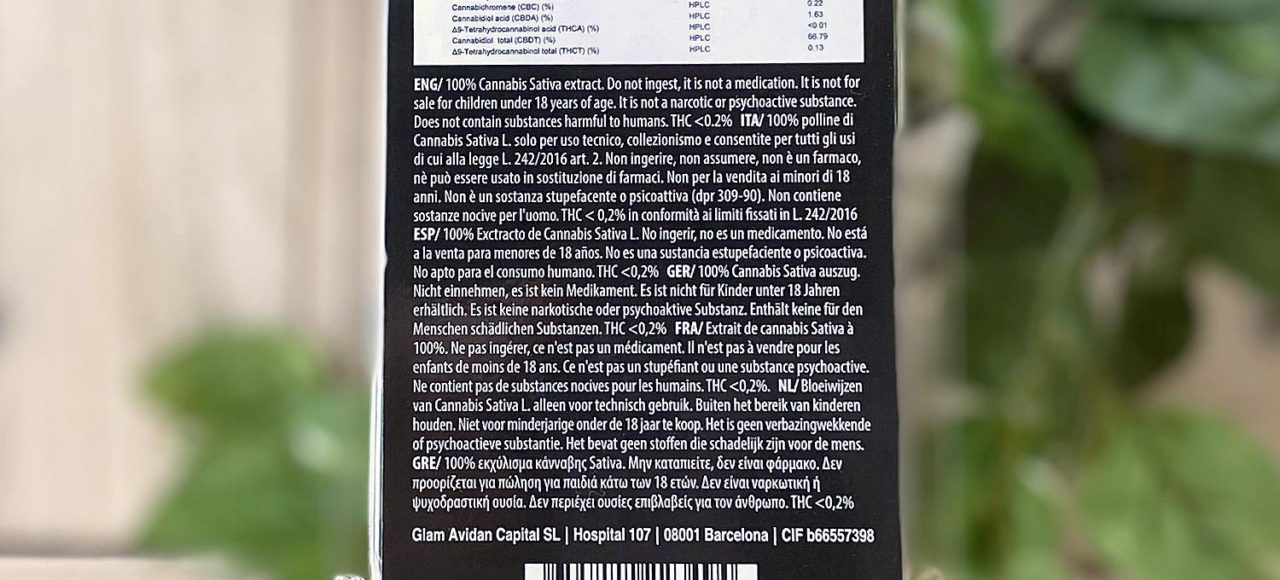 Cannabichromene (CBC) (%) HPLC 0.22
Cannabidiol acid (CBDA) (%) HPLC 1.63
Δ9-Tetrahydrocannabinol acid (THCA) (%) HPLC <0.01
Cannabidiol total (CBDT) (%) HPLC 66.79
Δ9-Tetrahydrocannabinol total (THCT) (%) HPLC 0.13
ENG/ 100% Cannabis Sativa extract. Do not ingest, it is not a medication. It is not for
sale for children under 18 years of age. It is not a narcotic or psychoactive substance.
Does not contain substances harmful to humans. THC <0.2% ITA/ 100% polline di
Cannabis Sativa L. solo per uso tecnico, collezionismo e consentite per tutti gli usi
di cui alla legge L. 242/2016 art. 2. Non ingerire, non assumere, non è un farmaco,
nè può essere usato in sostituzione di farmaci. Non per la vendita ai minori di 18
anni. Non è un sostanza stupefacente o psicoattiva (dpr 309-90). Non contiene
sostanze nocive per l'uomo. THC < 0,2% in conformità ai limiti fissati in L. 242/2016
ESP/ 100% Exctracto de Cannabis Sativa L. No ingerir, no es un medicamento. No está
a la venta para menores de 18 años. No es una sustancia estupefaciente o psicoactiva.
No apto para el consumo humano. THC <0,2% GER/ 100% Cannabis Sativa auszug.
Nicht einnehmen, es ist kein Medikament. Es ist nicht für Kinder unter 18 Jahren
erhältlich. Es ist keine narkotische oder psychoaktive Substanz. Enthält keine für den
Menschen schädlichen Substanzen. THC <0,2% FRA/ Extrait de cannabis Sativa à
100%. Ne pas ingérer, ce n'est pas un médicament. Il n'est pas à vendre pour les
enfants de moins de 18 ans. Ce n'est pas un stupéfiant ou une substance psychoactive.
Ne contient pas de substances nocives pour les humains. THC <0,2%. NL/ Bloeiwijzen
van Cannabis Sativa L. alleen voor technisch gebruik. Buiten het bereik van kinderen
houden. Niet voor minderjarige onder de 18 jaar te koop. Het is geen verbazingwekkende
of psychoactieve substantie. Het bevat geen stoffen die schadelijk zijn voor de mens.
GRE/ 100% εκχύλισμα κάνναβης Sativa. Μην καταπιείτε, δεν είναι φάρμακο. Δεν
προορίζεται για πώληση για παιδιά κάτω των 18 ετών. Δεν είναι ναρκωτική ή
ψυχοδραστική ουσία. Δεν περιέχει ουσίες επιβλαβείς για τον άνθρωπο. THC <0,2%
Glam Avidan Capital SL | Hospital 107 | 08001 Barcelona | CIF b66557398